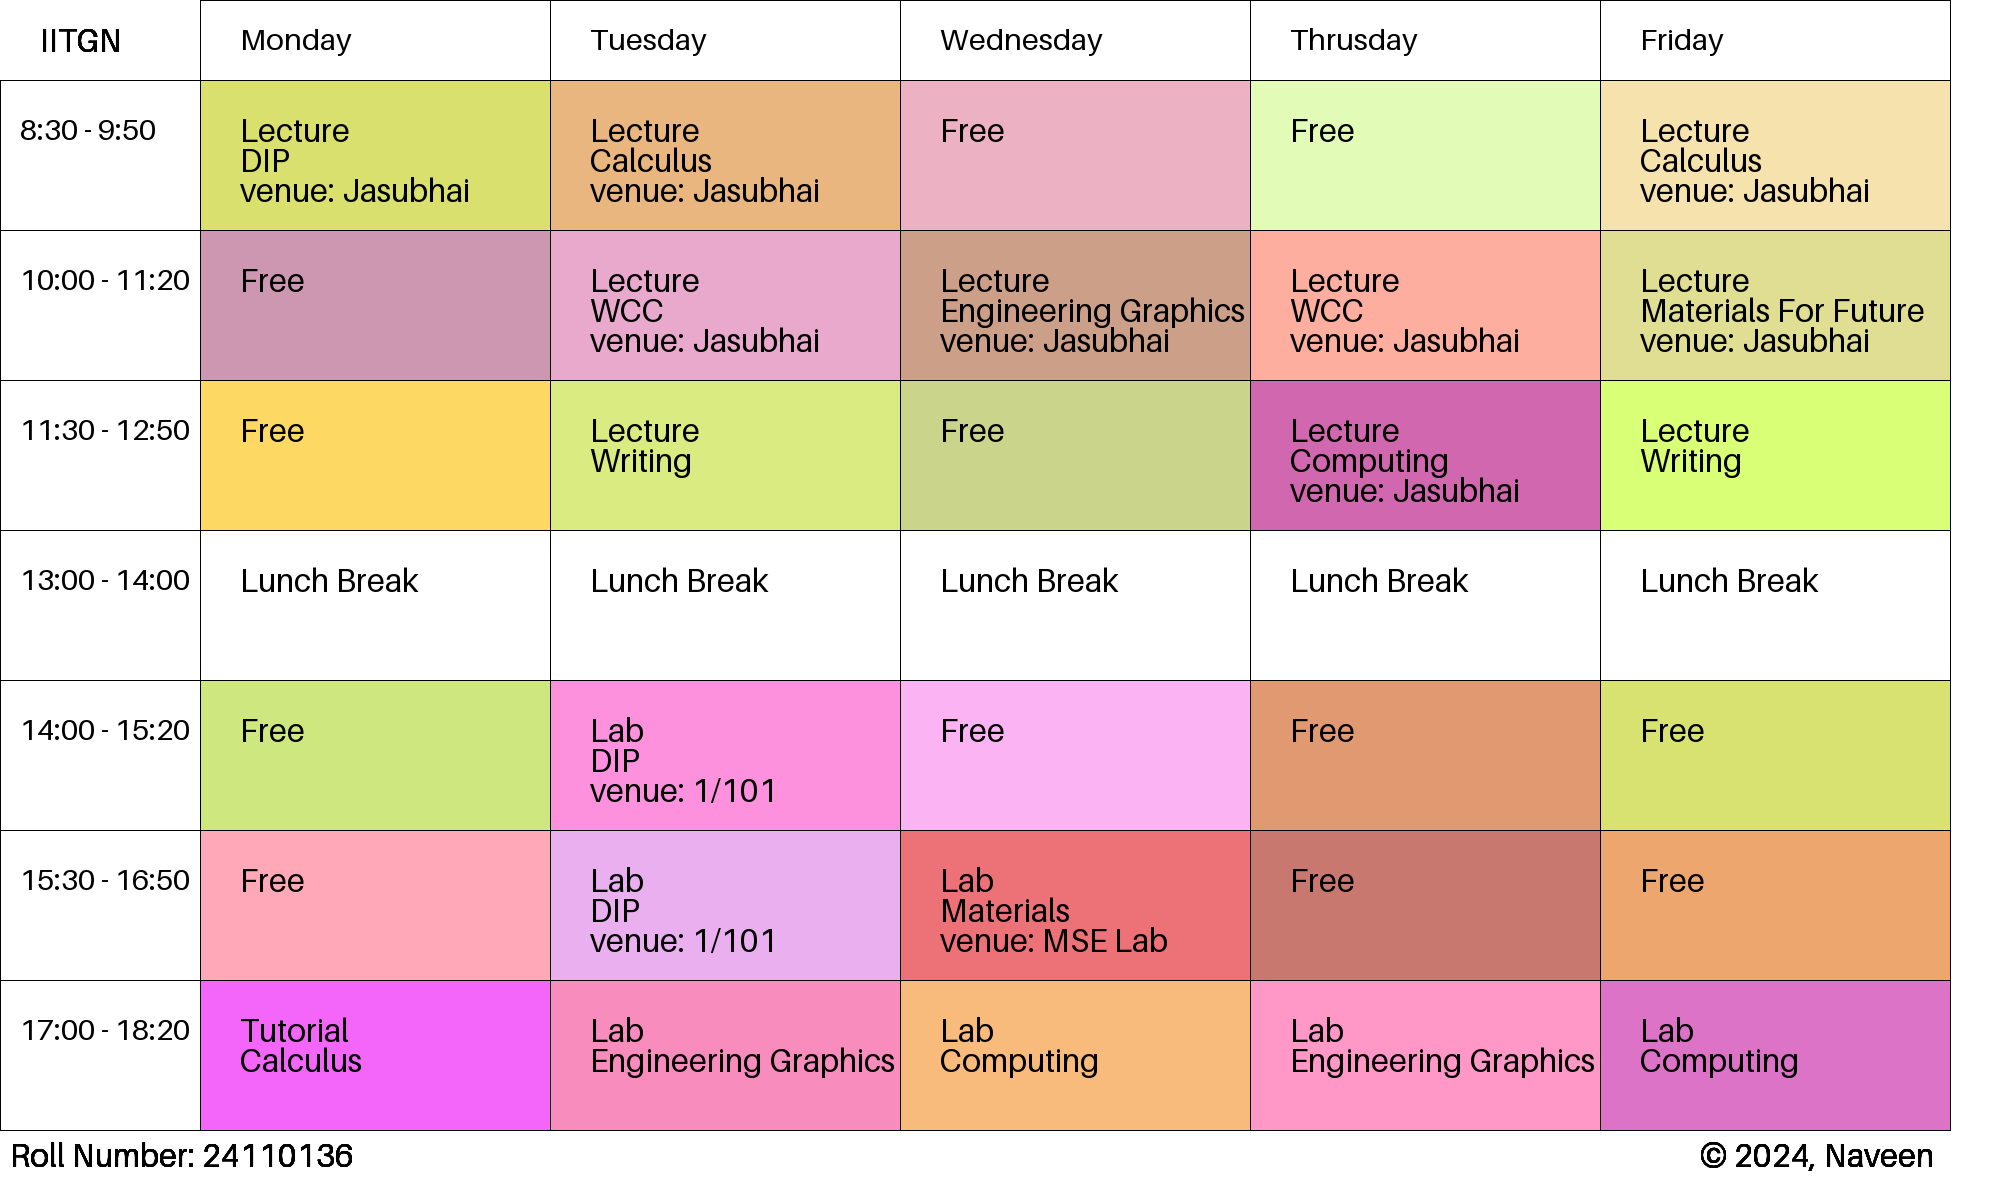 IITGN Monday Tuesday Wednesday Thrusday Friday
8:30 - 9:50
Lecture
DIP
venue: Jasubhai
Lecture
Calculus
venue: Jasubhai
Free
Free
Lecture
Calculus
venue: Jasubhai
10:00 - 11:20
Free
Lecture
WCC
venue: Jasubhai
Lecture
Engineering Graphics
venue: Jasubhai
Lecture
WCC
venue: Jasubhai
Lecture
Materials For Future
venue: Jasubhai
11:30 - 12:50
Free
Lecture
Writing
Free
Lecture
Computing
venue: Jasubhai
Lecture
Writing
13:00 - 14:00
Lunch Break
Lunch Break
Lunch Break
Lunch Break
Lunch Break
14:00 - 15:20
Free
Lab
DIP
venue: 1/101
Free
Free
Free
15:30 - 16:50
Free
Lab
DIP
venue: 1/101
Lab
Materials
venue: MSE Lab
Free
Free
17:00 - 18:20
Tutorial
Calculus
Lab
Engineering Graphics
Lab
Computing
Lab
Engineering Graphics
Lab
Computing
Roll Number: 24110136
© 2024, Naveen